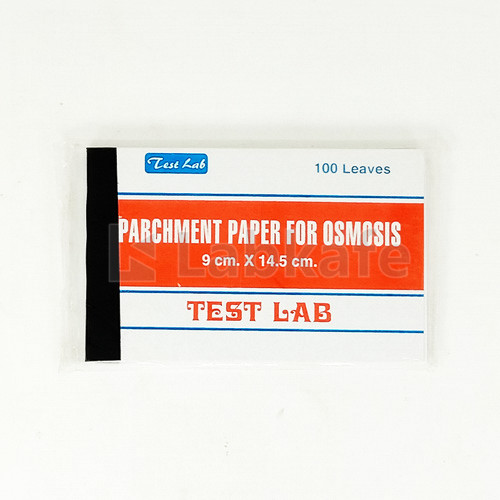 Test Lab
100 Leaves
PARCHMENT PAPER FOR OSMOSIS
9 cm. X 14.5 cm.
Labkafe
TEST LAB